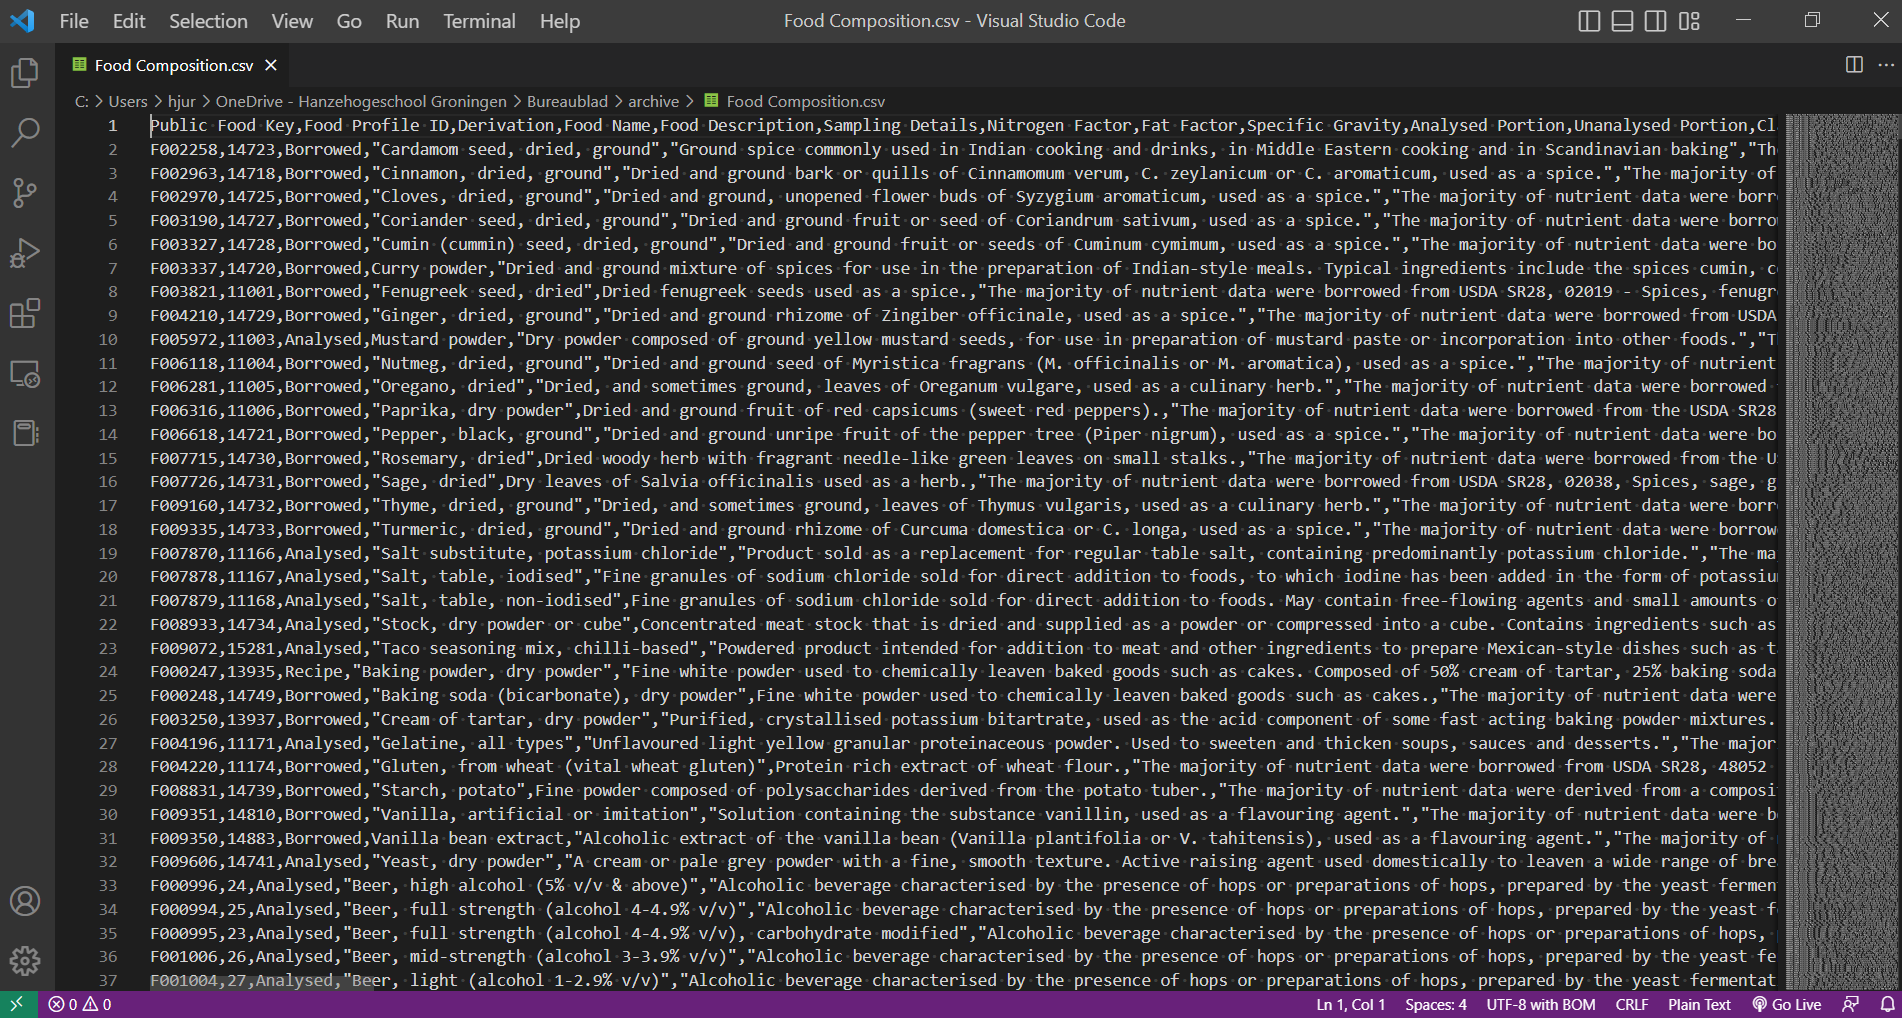 File Edit Selection View Go Run Terminal Help Food Composition.csv - Visual Studio Code
Food Composition.csv
C: > Users > hjur > OneDrive - Hanzehogeschool Groningen > Bureaublad > archive > Food Composition.csv
1 Public Food Key,Food Profile ID,Derivation,Food Name,Food Description,Sampling Details,Nitrogen Factor,Fat Factor,Specific Gravity,Analysed Portion,Unanalysed Portion,Cl
2 F002258,14723,Borrowed,"Cardamom seed, dried, ground","Ground spice commonly used in Indian cooking and drinks, in Middle Eastern cooking and in Scandinavian baking","Th
3 F002963,14718,Borrowed,"Cinnamon, dried, ground","Dried and ground bark or quills of Cinnamomum verum, C. zeylanicum or C. aromaticum, used as a spice.","The majority of
4 F002970,14725,Borrowed,"Cloves, dried, ground","Dried and ground, unopened flower buds of Syzygium aromaticum, used as a spice.","The majority of nutrient data were borr
5 F003190,14727,Borrowed,"Coriander seed, dried, ground","Dried and ground fruit or seed of Coriandrum sativum, used as a spice.","The majority of nutrient data were borro
6 F003327,14728,Borrowed,"Cumin (cummin) seed, dried, ground","Dried and ground fruit or seeds of Cuminum cymimum, used as a spice.","The majority of nutrient data were bo
7 F003337,14720,Borrowed,Curry powder,"Dried and ground mixture of spices for use in the preparation of Indian-style meals. Typical ingredients include the spices cumin, c
8 F003821,11001,Borrowed,"Fenugreek seed, dried",Dried fenugreek seeds used as a spice.,"The majority of nutrient data were borrowed from USDA SR28, 02019 - Spices, fenugr
9 F004210,14729,Borrowed,"Ginger, dried, ground","Dried and ground rhizome of Zingiber officinale, used as a spice.","The majority of nutrient data were borrowed from USDA
10 F005972,11003,Analysed,Mustard powder,"Dry powder composed of ground yellow mustard seeds, for use in preparation of mustard paste or incorporation into other foods.","T
11 F006118,11004,Borrowed,"Nutmeg, dried, ground","Dried and ground seed of Myristica fragrans (M. officinalis or M. aromatica), used as a spice.","The majority of nutrient
12 F006281,11005,Borrowed,"Oregano, dried","Dried, and sometimes ground, leaves of Oreganum vulgare, used as a culinary herb.","The majority of nutrient data were borrowed
13 F006316,11006,Borrowed,"Paprika, dry powder",Dried and ground fruit of red capsicums (sweet red peppers).,"The majority of nutrient data were borrowed from the USDA SR28
14 F006618,14721,Borrowed,"Pepper, black, ground","Dried and ground unripe fruit of the pepper tree (Piper nigrum), used as a spice.","The majority of nutrient data were bo
15 F007715,14730,Borrowed,"Rosemary, dried",Dried woody herb with fragrant needle-like green leaves on small stalks.,"The majority of nutrient data were borrowed from the U
16 F007726,14731,Borrowed,"Sage, dried",Dry leaves of Salvia officinalis used as a herb.,"The majority of nutrient data were borrowed from USDA SR28, 02038, Spices, sage, g
17 F009160,14732,Borrowed,"Thyme, dried, ground","Dried, and sometimes ground, leaves of Thymus vulgaris, used as a culinary herb.","The majority of nutrient data were borr
18 F009335,14733,Borrowed,"Turmeric, dried, ground","Dried and ground rhizome of Curcuma domestica or C. longa, used as a spice.","The majority of nutrient data were borrow
19 F007870,11166,Analysed,"Salt substitute, potassium chloride","Product sold as a replacement for regular table salt, containing predominantly potassium chloride.","The ma
20 F007878,11167,Analysed,"Salt, table, iodised","Fine granules of sodium chloride sold for direct addition to foods, to which iodine has been added in the form of potassiu
21 F007879,11168,Analysed,"Salt, table, non-iodised",Fine granules of sodium chloride sold for direct addition to foods. May contain free-flowing agents and small amounts o
22 F008933,14734,Analysed,"Stock, dry powder or cube",Concentrated meat stock that is dried and supplied as a powder or compressed into a cube. Contains ingredients such as
23 F009072,15281,Analysed,"Taco seasoning mix, chilli-based","Powdered product intended for addition to meat and other ingredients to prepare Mexican-style dishes such as t
24 F000247,13935,Recipe,"Baking powder, dry powder","Fine white powder used to chemically leaven baked goods such as cakes. Composed of 50% cream of tartar, 25% baking soda
25 F000248,14749,Borrowed,"Baking soda (bicarbonate), dry powder",Fine white powder used to chemically leaven baked goods such as cakes.,"The majority of nutrient data were
26 F003250,13937,Borrowed,"Cream of tartar, dry powder","Purified, crystallised potassium bitartrate, used as the acid component of some fast acting baking powder mixtures.
27 F004196,11171,Analysed,"Gelatine, all types","Unflavoured light yellow granular proteinaceous powder. Used to sweeten and thicken soups, sauces and desserts.","The major
28 F004220,11174,Borrowed,"Gluten, from wheat (vital wheat gluten)",Protein rich extract of wheat flour.,"The majority of nutrient data were borrowed from USDA SR28, 48052
29 F008831,14739,Borrowed,"Starch, potato",Fine powder composed of polysaccharides derived from the potato tuber.,"The majority of nutrient data were derived from a composi
30 F009351,14810,Borrowed,"Vanilla, artificial or imitation","Solution containing the substance vanillin, used as a flavouring agent.","The majority of nutrient data were b
31 F009350,14883,Borrowed,Vanilla bean extract,"Alcoholic extract of the vanilla bean (Vanilla plantifolia or V. tahitensis), used as a flavouring agent.","The majority of
32 F009606,14741,Analysed,"Yeast, dry powder","A cream or pale grey powder with a fine, smooth texture. Active raising agent used domestically to leaven a wide range of bre
33 F000996,24,Analysed,"Beer, high alcohol (5% v/v & above)","Alcoholic beverage characterised by the presence of hops or preparations of hops, prepared by the yeast fermen
34 F000994,25,Analysed,"Beer, full strength (alcohol 4-4.9% v/v)","Alcoholic beverage characterised by the presence of hops or preparations of hops, prepared by the yeast f
35 F000995,23,Analysed,"Beer, full strength (alcohol 4-4.9% v/v), carbohydrate modified","Alcoholic beverage characterised by the presence of hops or preparations of hops,
36 F001006,26,Analysed,"Beer, mid-strength (alcohol 3-3.9% v/v)","Alcoholic beverage characterised by the presence of hops or preparations of hops, prepared by the yeast fe
37 F001004,27,Analysed,"Beer, light (alcohol 1-2.9% v/v)","Alcoholic beverage characterised by the presence of hops or preparations of hops, prepared by the yeast fermentat
0 0 Ln 1, Col 1 Spaces: 4 UTF-8 with BOM CRLF Plain Text Go Live